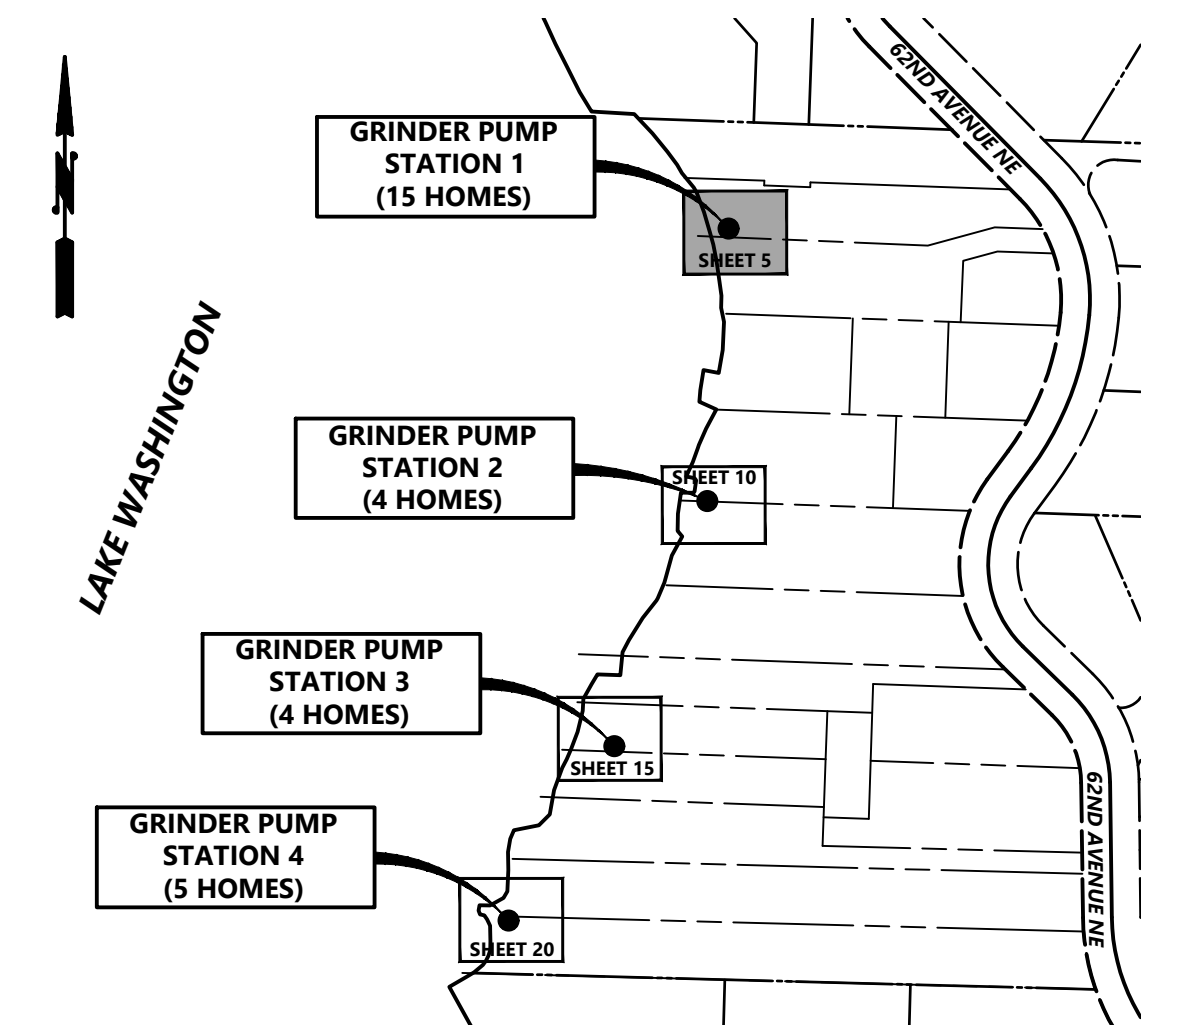 62ND AVENUE NE
GRINDER PUMP
STATION 1
(15 HOMES)
N
SHEET 5
LAKE WASHINGTON
GRINDER PUMP
STATION 2
(4 HOMES)
SHEET 10
GRINDER PUMP
STATION 3
(4 HOMES)
SHEET 15
62ND AVENUE NE
GRINDER PUMP
STATION 4
(5 HOMES)
SHEET 20